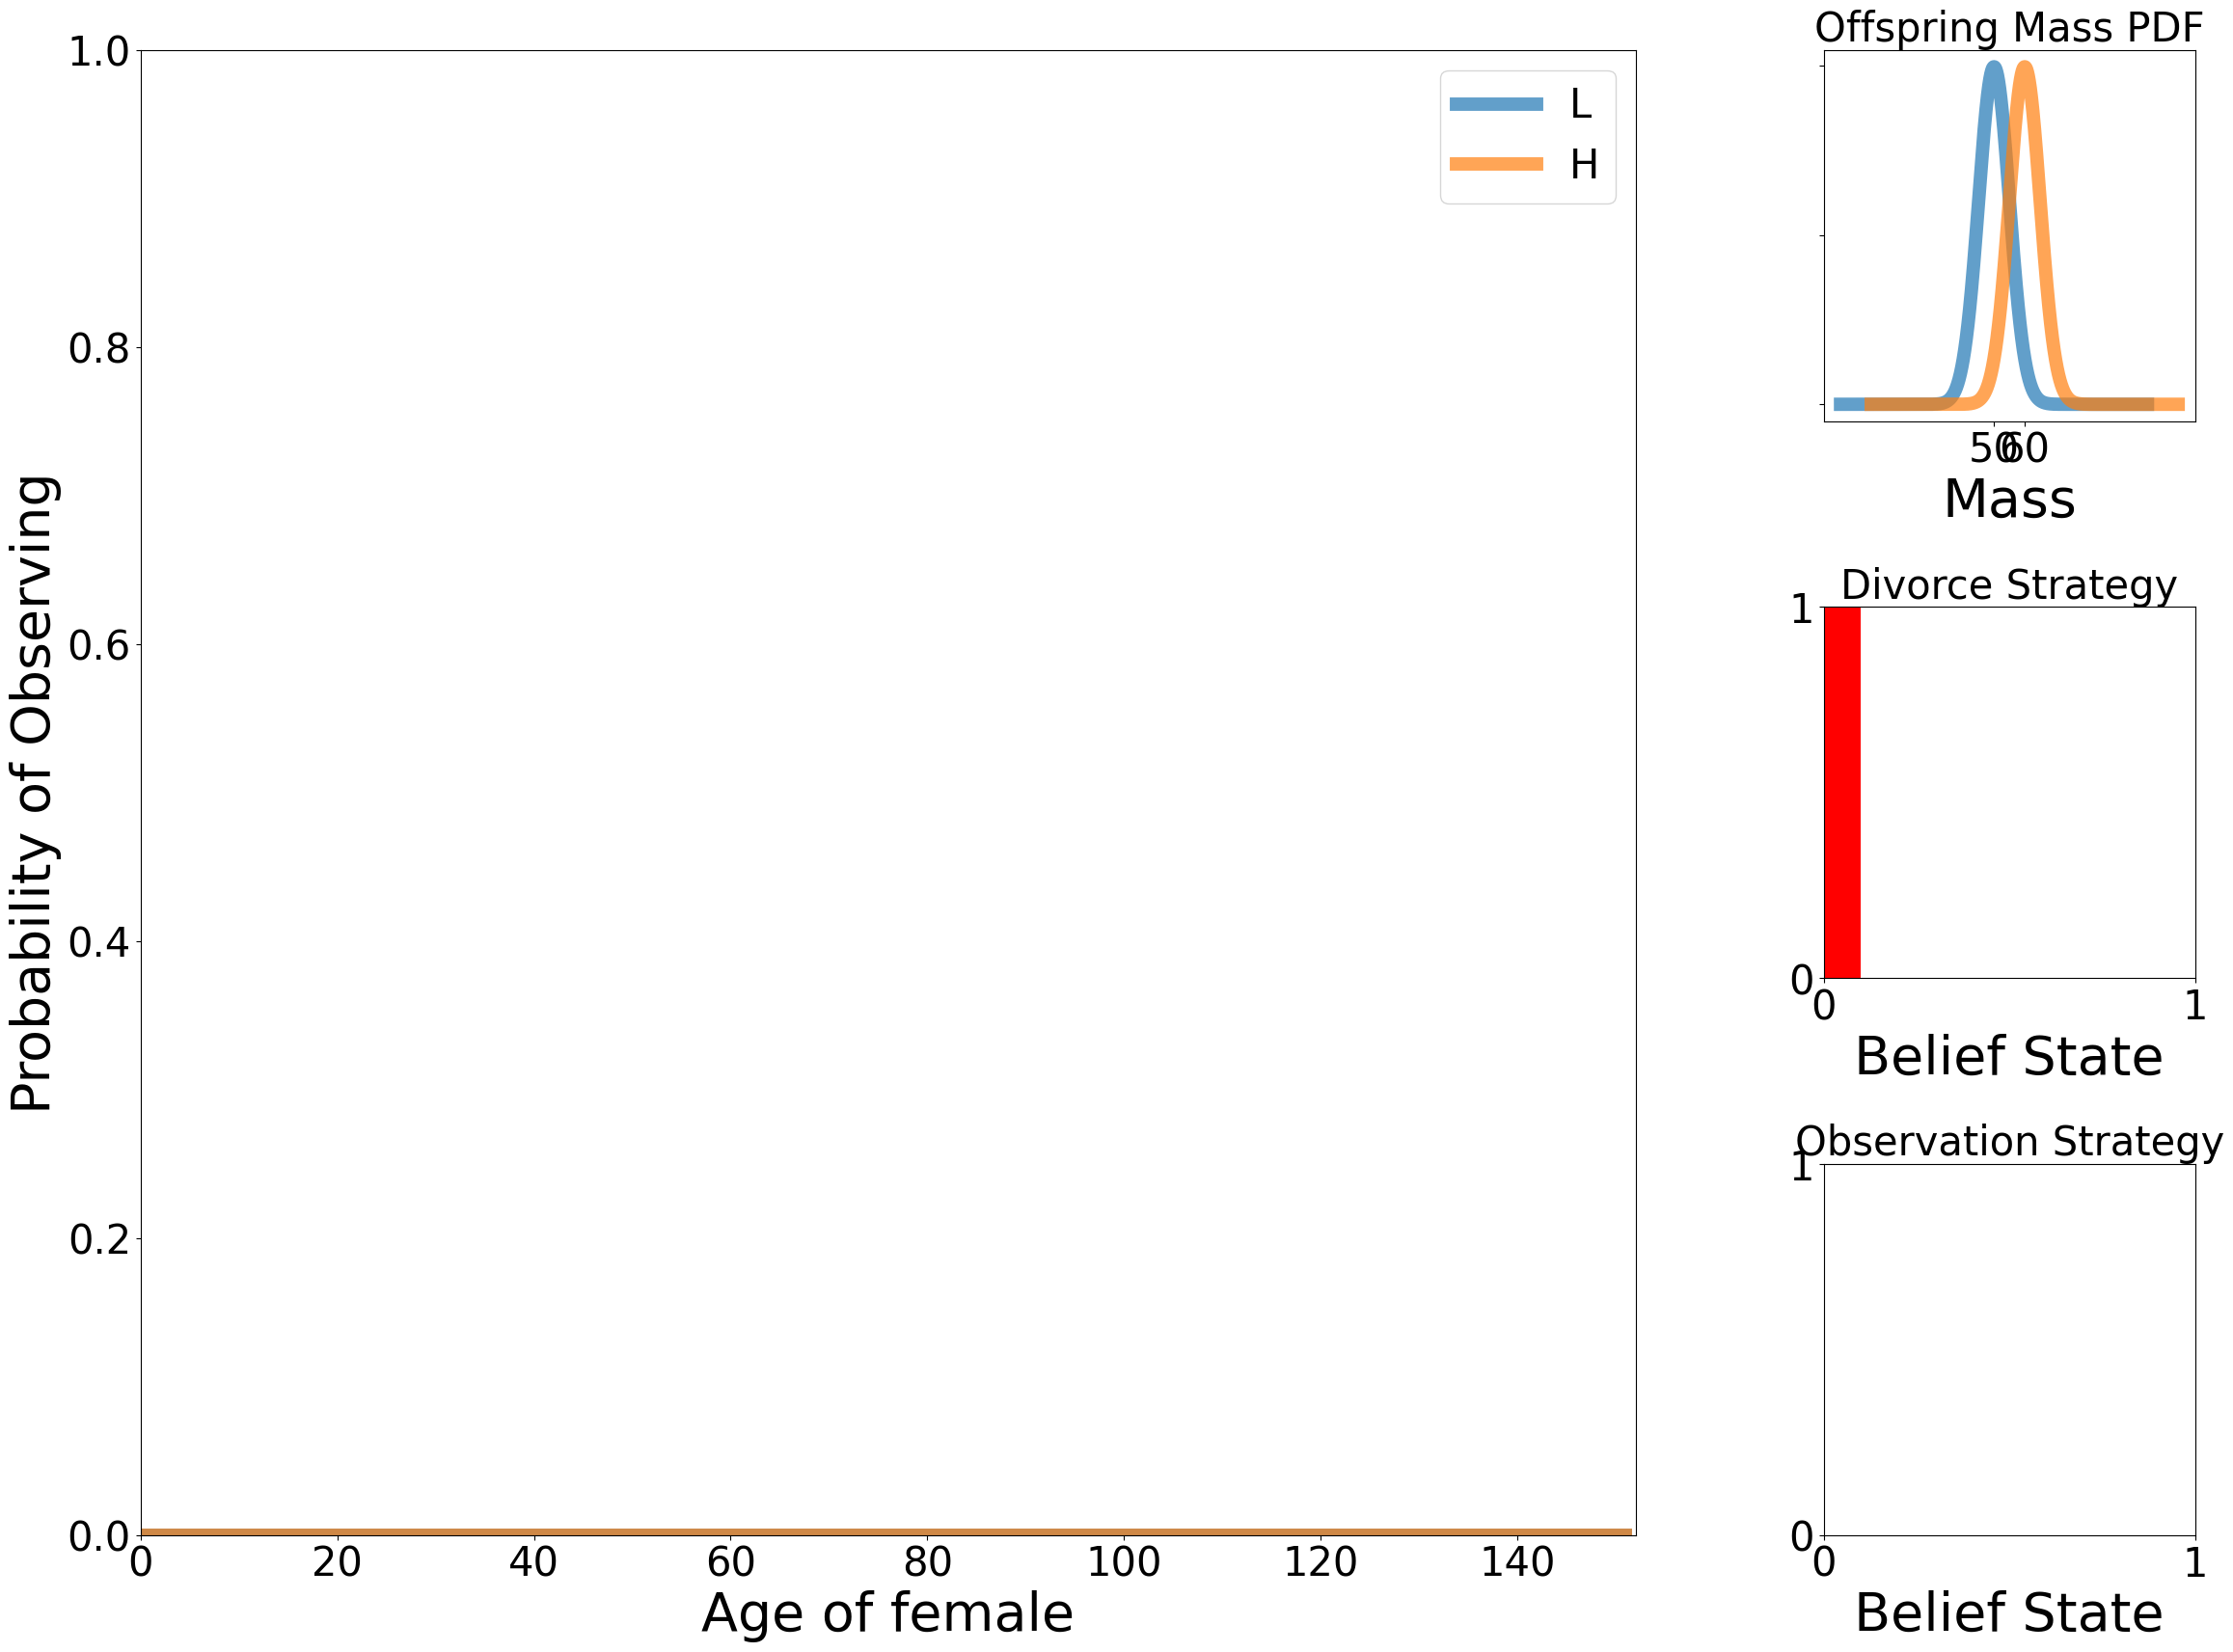 Probability of Observing
1.0
0.8
0.6
0.4
0.2
0.0
0 20 40 60 80 100 120 140
Age of female
L
H
Offspring Mass PDF
50 60
Mass
Divorce Strategy
1
0
0 1
Belief State
Observation Strategy
1
0
0 1
Belief State